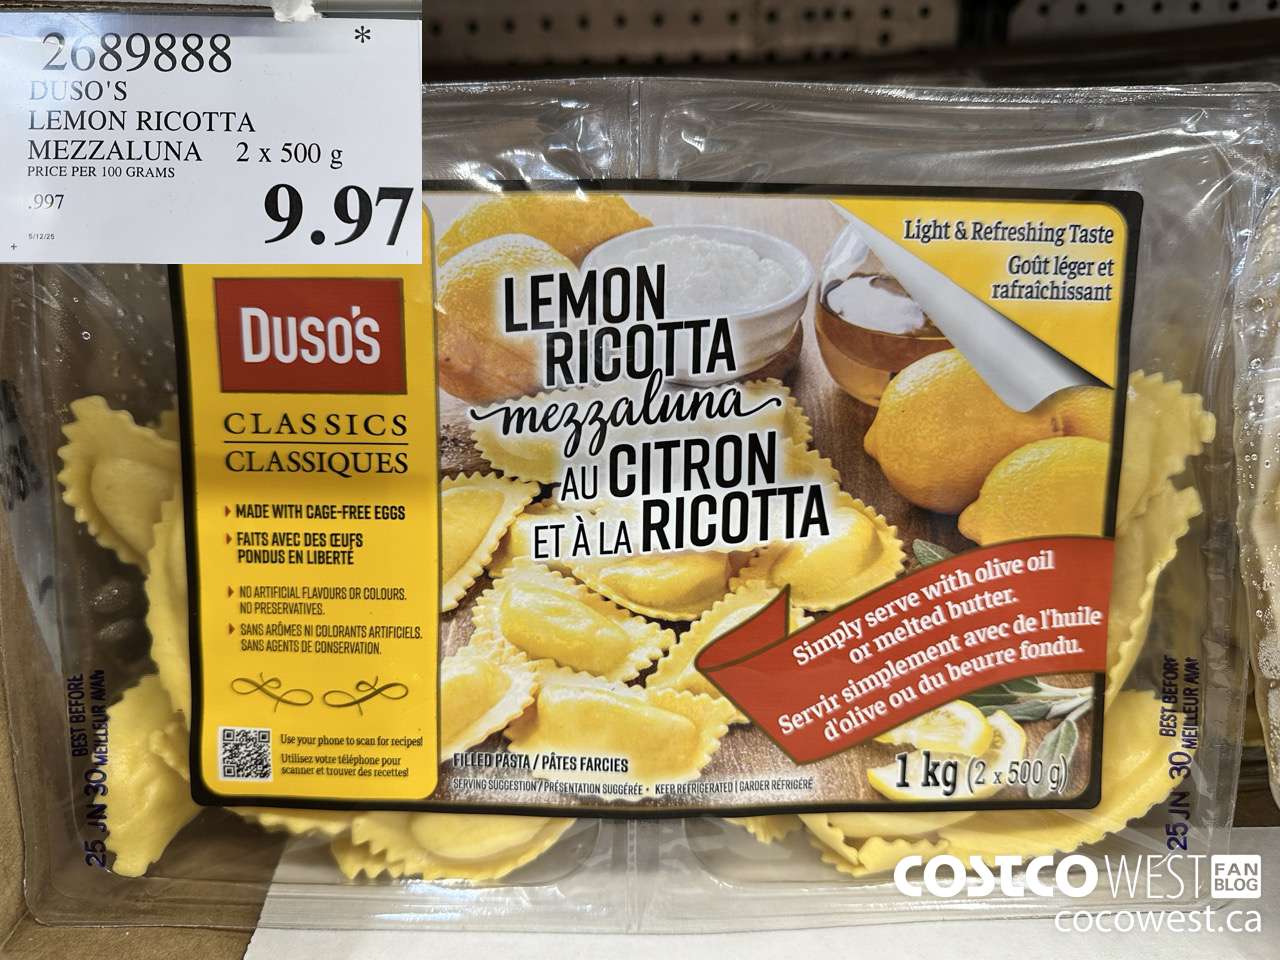 2689888 *
DUSO'S
LEMON RICOTTA
MEZZALUNA 2 x 500 g
PRICE PER 100 GRAMS
.997
9.97
5/12/25
+
Light & Refreshing Taste
Goût léger et
rafraîchissant
DUSO'S
CLASSICS
CLASSIQUES
MADE WITH CAGE-FREE EGGS
FAITS AVEC DES ŒUFS
PONDUS EN LIBERTÉ
NO ARTIFICIAL FLAVOURS OR COLOURS.
NO PRESERVATIVES.
SANS ARÔMES NI COLORANTS ARTIFICIELS.
SANS AGENTS DE CONSERVATION.
Use your phone to scan for recipes!
Utilisez votre téléphone pour
scanner et trouver des recettes!
LEMON
RICOTTA
mezzaluna
AU CITRON
ET À LA RICOTTA
Simply serve with olive oil
or melted butter.
Servir simplement avec de l'huile
d'olive ou du beurre fondu.
FILLED PASTA / PÂTES FARCIES
SERVING SUGGESTION / PRÉSENTATION SUGGÉRÉE • KEEP REFRIGERATED | GARDER RÉFRIGÉRÉ
1 kg (2 x 500 g)
BEST BEFORE
25 JN 30 MEILLEUR AVAN
BEST BEFORE
25 JN 30 MEILLEUR AVAN
COSTCO WEST FAN
BLOG
cocowest.ca